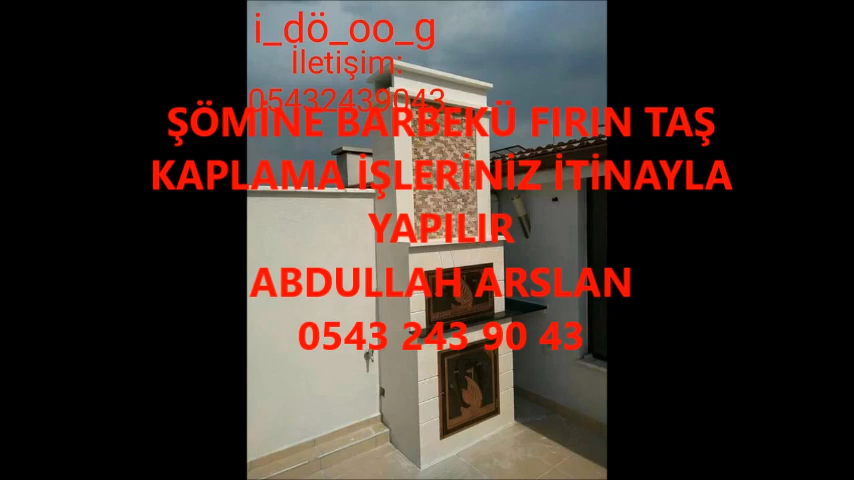 i_dö_oo_g
İletişim:
05432439043
ŞÖMİNE BARBEKÜ FIRIN TAŞ
KAPLAMA İŞLERİNİZ İTİNAYLA
YAPILIR
ABDULLAH ARSLAN
0543 243 90 43